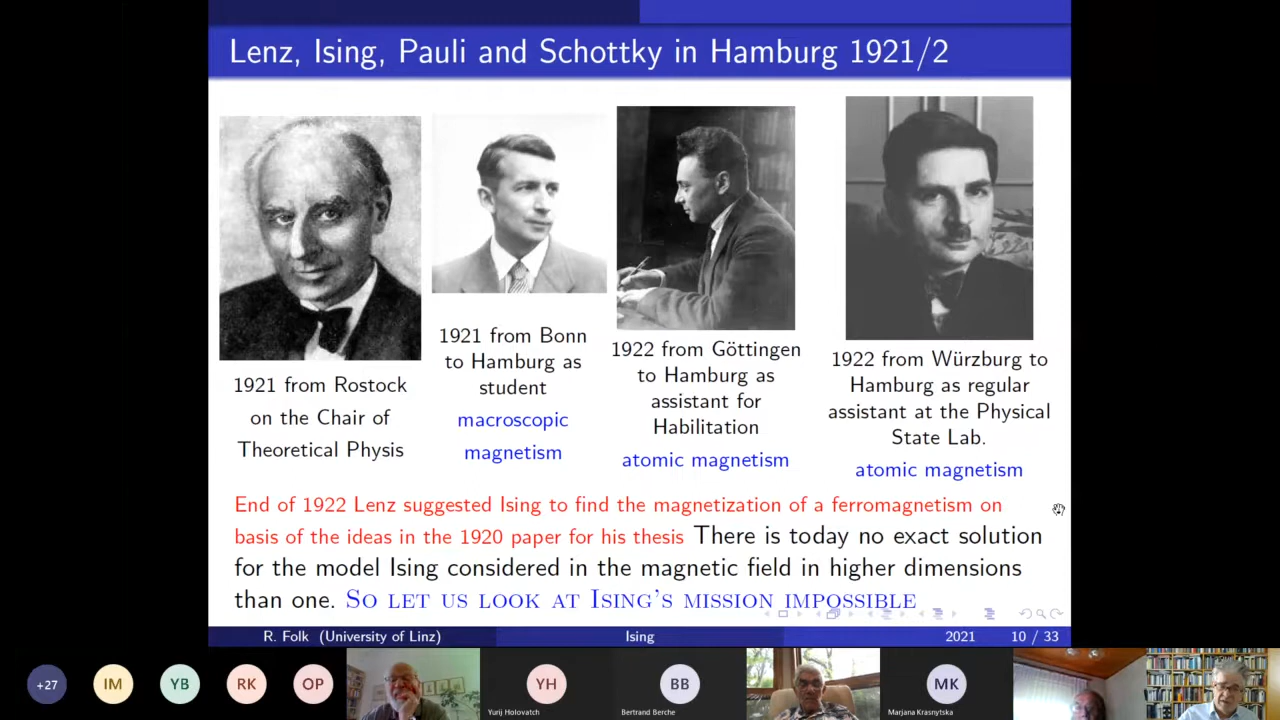 Lenz, Ising, Pauli and Schottky in Hamburg 1921/2
1921 from Rostock
on the Chair of
Theoretical Physis
1921 from Bonn
to Hamburg as
student
macroscopic
magnetism
1922 from Göttingen
to Hamburg as
assistant for
Habilitation
atomic magnetism
1922 from Würzburg to
Hamburg as regular
assistant at the Physical
State Lab.
atomic magnetism
End of 1922 Lenz suggested Ising to find the magnetization of a ferromagnetism on
basis of the ideas in the 1920 paper for his thesis There is today no exact solution
for the model Ising considered in the magnetic field in higher dimensions
than one. So let us look at Ising's mission impossible
R. Folk (University of Linz) Ising 2021 10 / 33
+27 IM YB RK OP YH BB MK
Yurij Holovatch Bertrand Berche Marjana Krasnytska